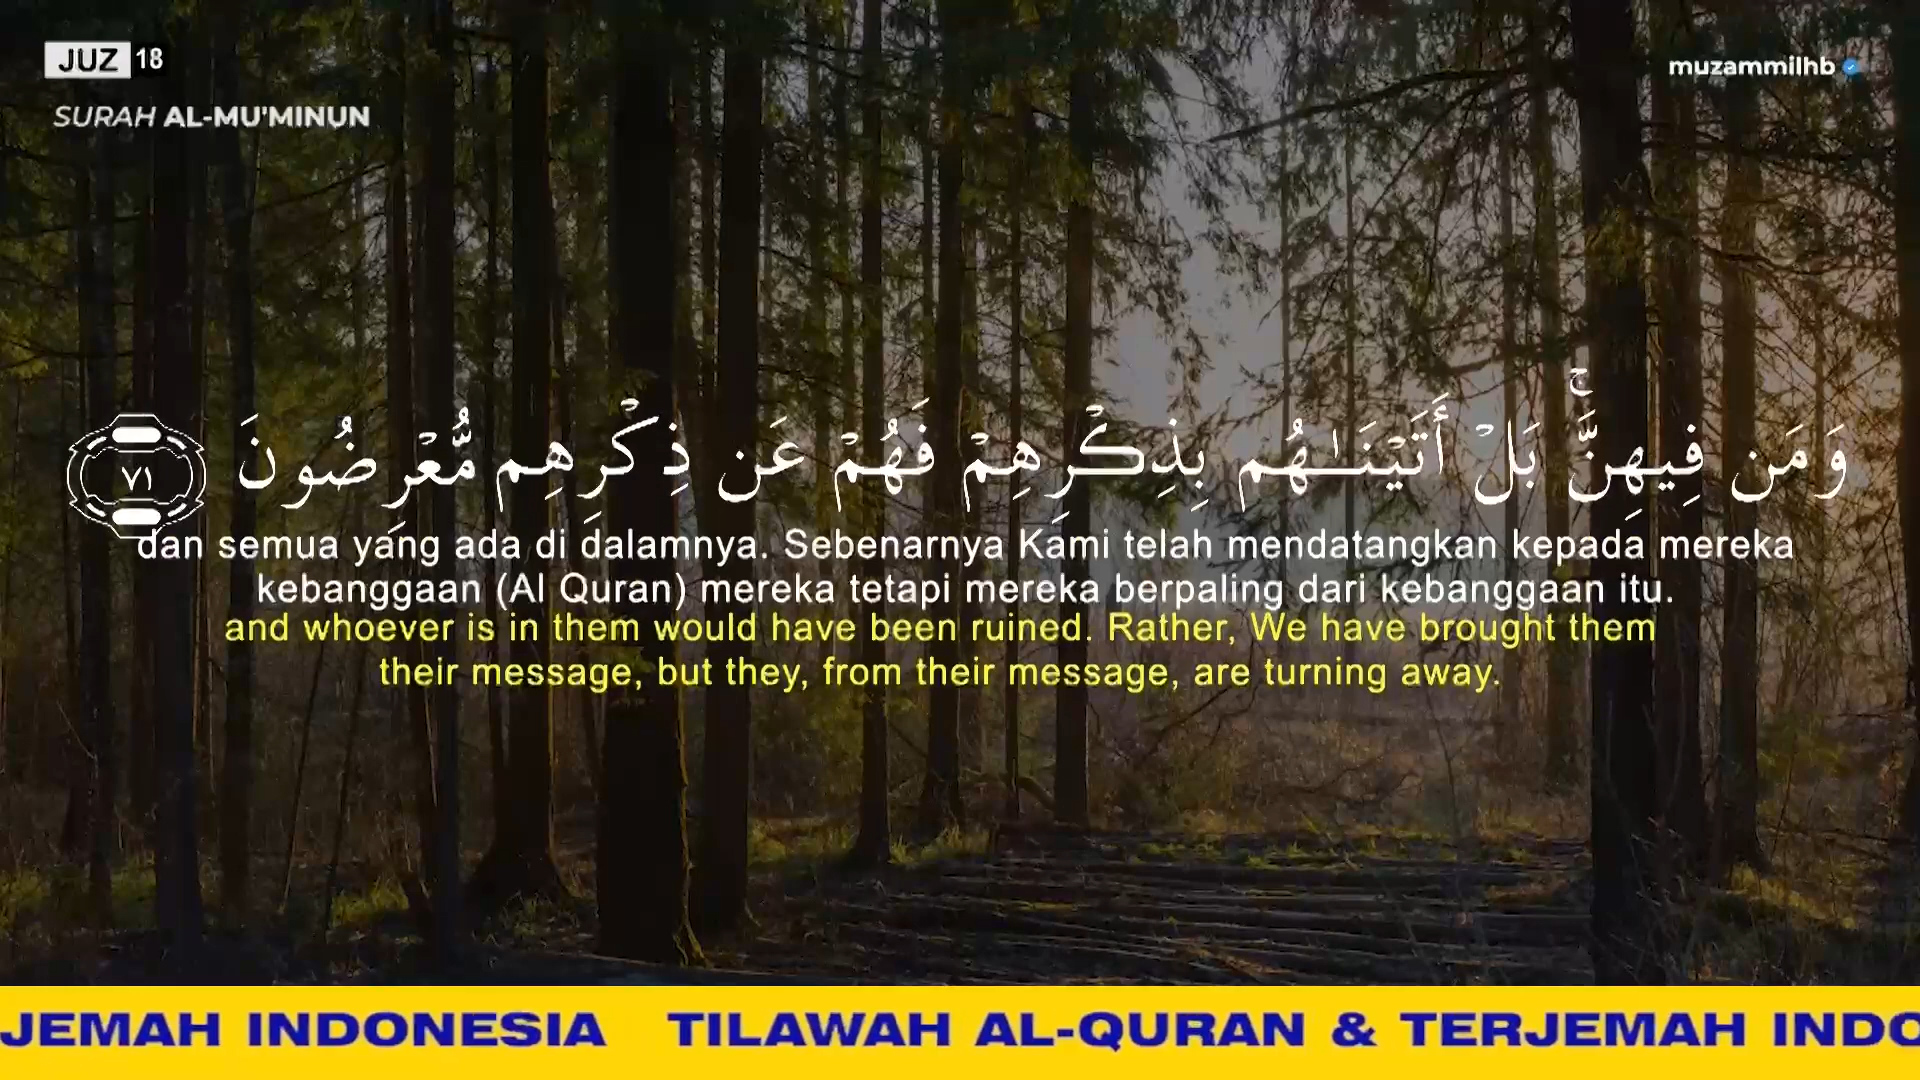 JUZ 18
muzammilhb
SURAH AL-MU'MINUN
وَمَن فِيهِنَّ ۚ بَلْ أَتَيْنَـٰهُم بِذِكْرِهِمْ فَهُمْ عَن ذِكْرِهِم مُّعْرِضُونَ ٧١
dan semua yang ada di dalamnya. Sebenarnya Kami telah mendatangkan kepada mereka
kebanggaan (Al Quran) mereka tetapi mereka berpaling dari kebanggaan itu.
and whoever is in them would have been ruined. Rather, We have brought them
their message, but they, from their message, are turning away.
JEMAH INDONESIA TILAWAH AL-QURAN & TERJEMAH INDO